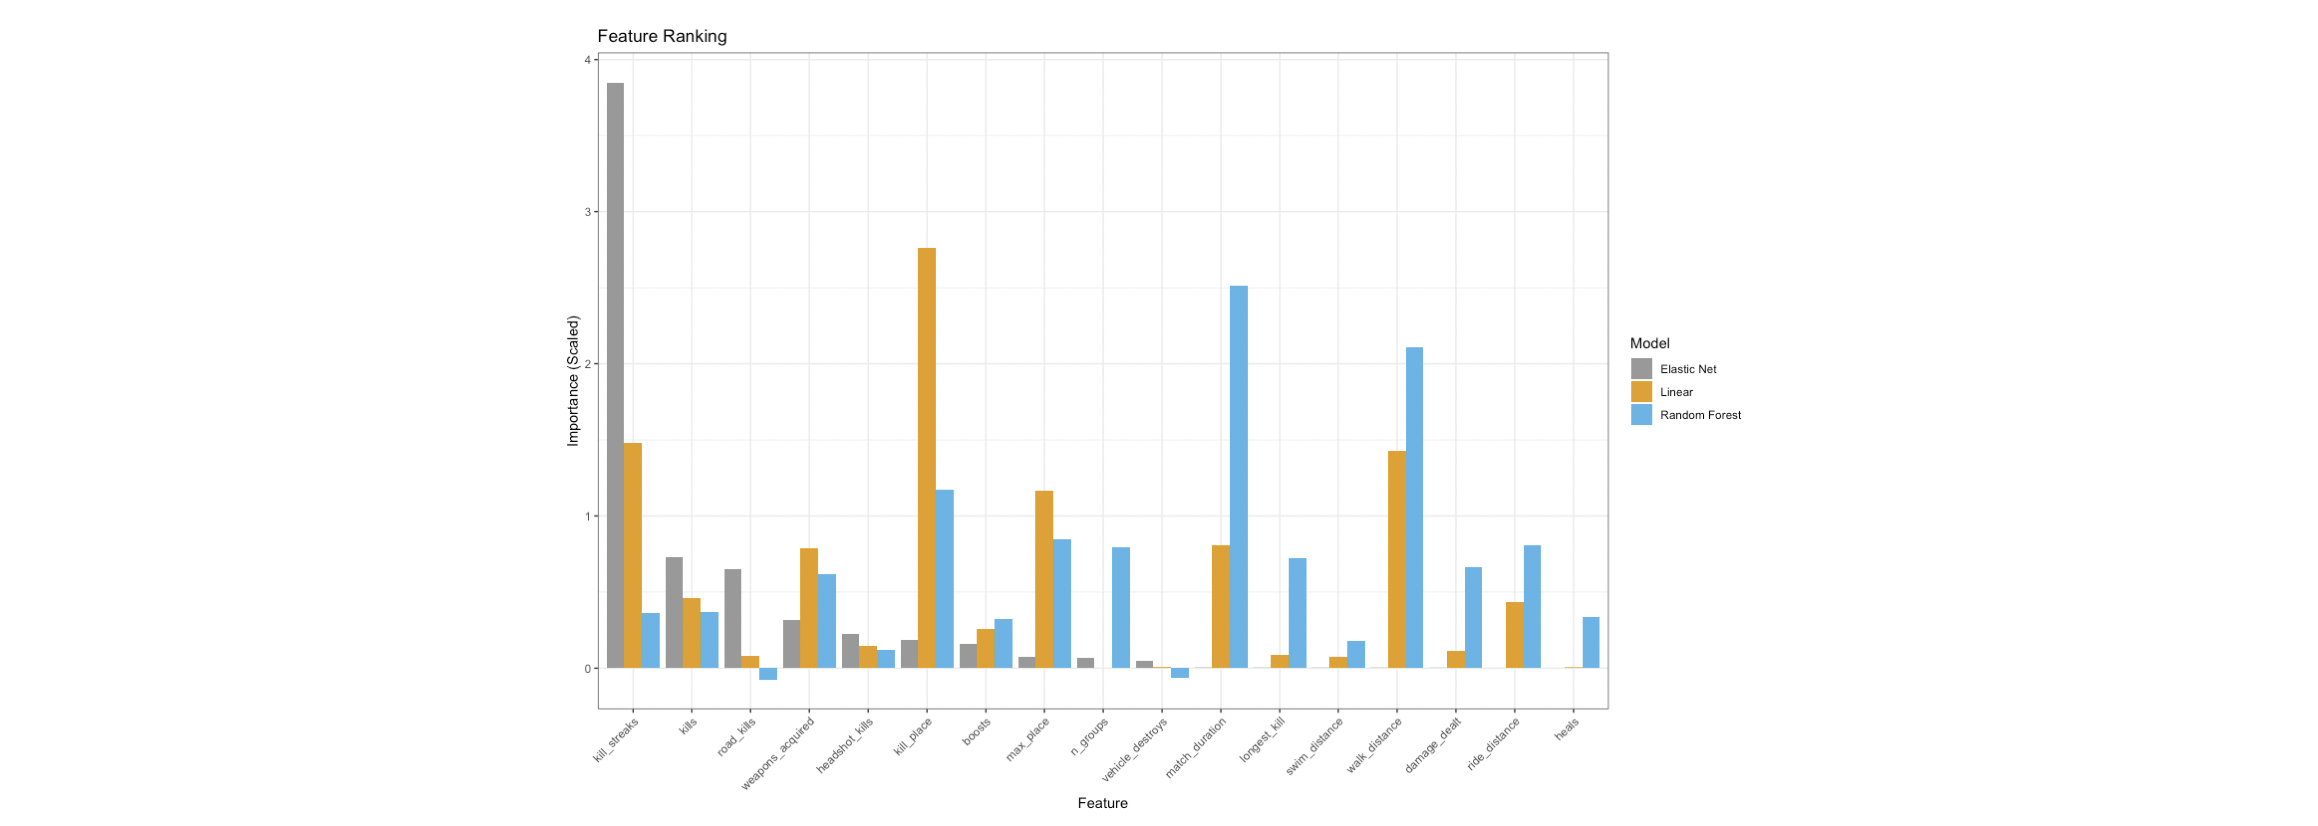 Feature Ranking
4
3
2
1
0
Importance (Scaled)
kill_streaks
kills
road_kills
weapons_acquired
headshot_kills
kill_place
boosts
max_place
n_groups
vehicle_destroys
match_duration
longest_kill
swim_distance
walk_distance
damage_dealt
ride_distance
heals
Feature
Model
Elastic Net
Linear
Random Forest